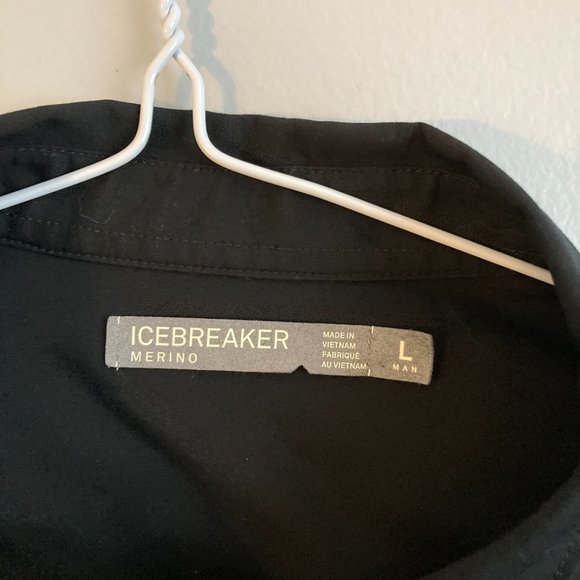 ICEBREAKER
MERINO
MADE IN
VIETNAM
FABRIQUÉ
AU VIETNAM
L
MAN